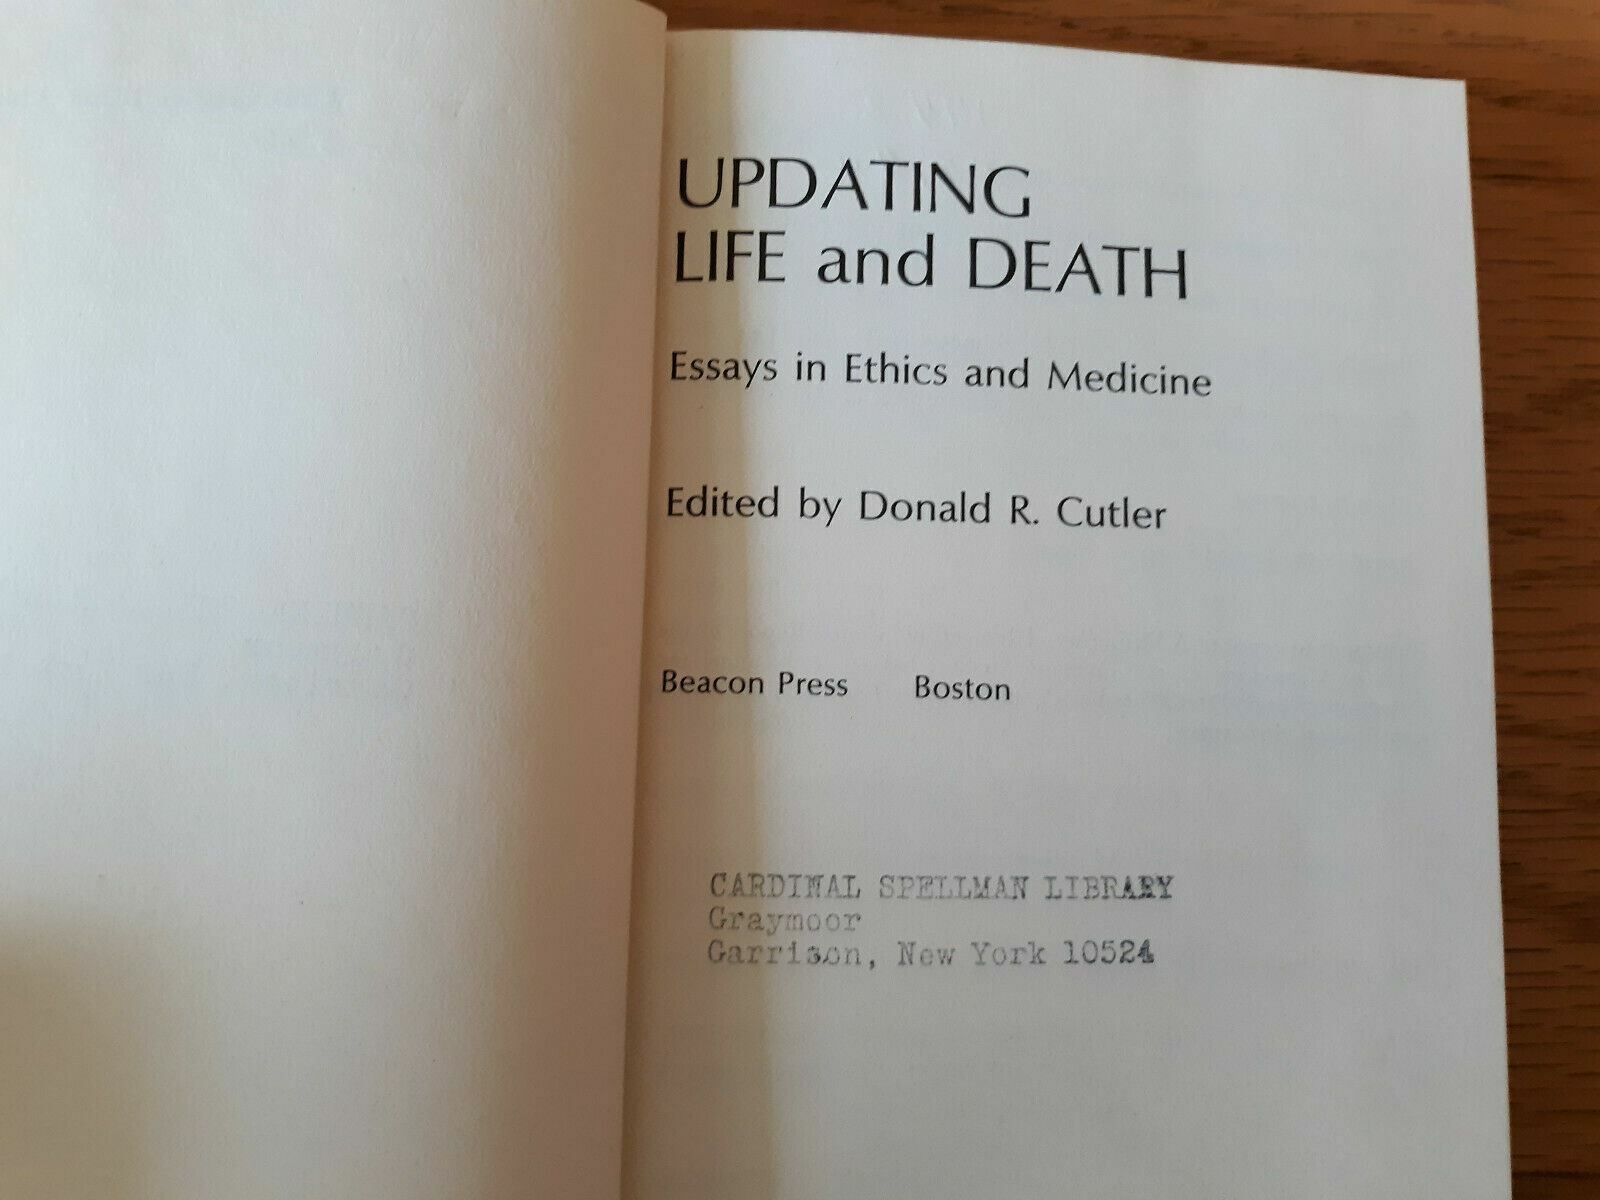 UPDATING
LIFE and DEATH
Essays in Ethics and Medicine
Edited by Donald R. Cutler
Beacon Press Boston
CARDINAL SPELLMAN LIBRARY
Graymoor
Garrison, New York 10524